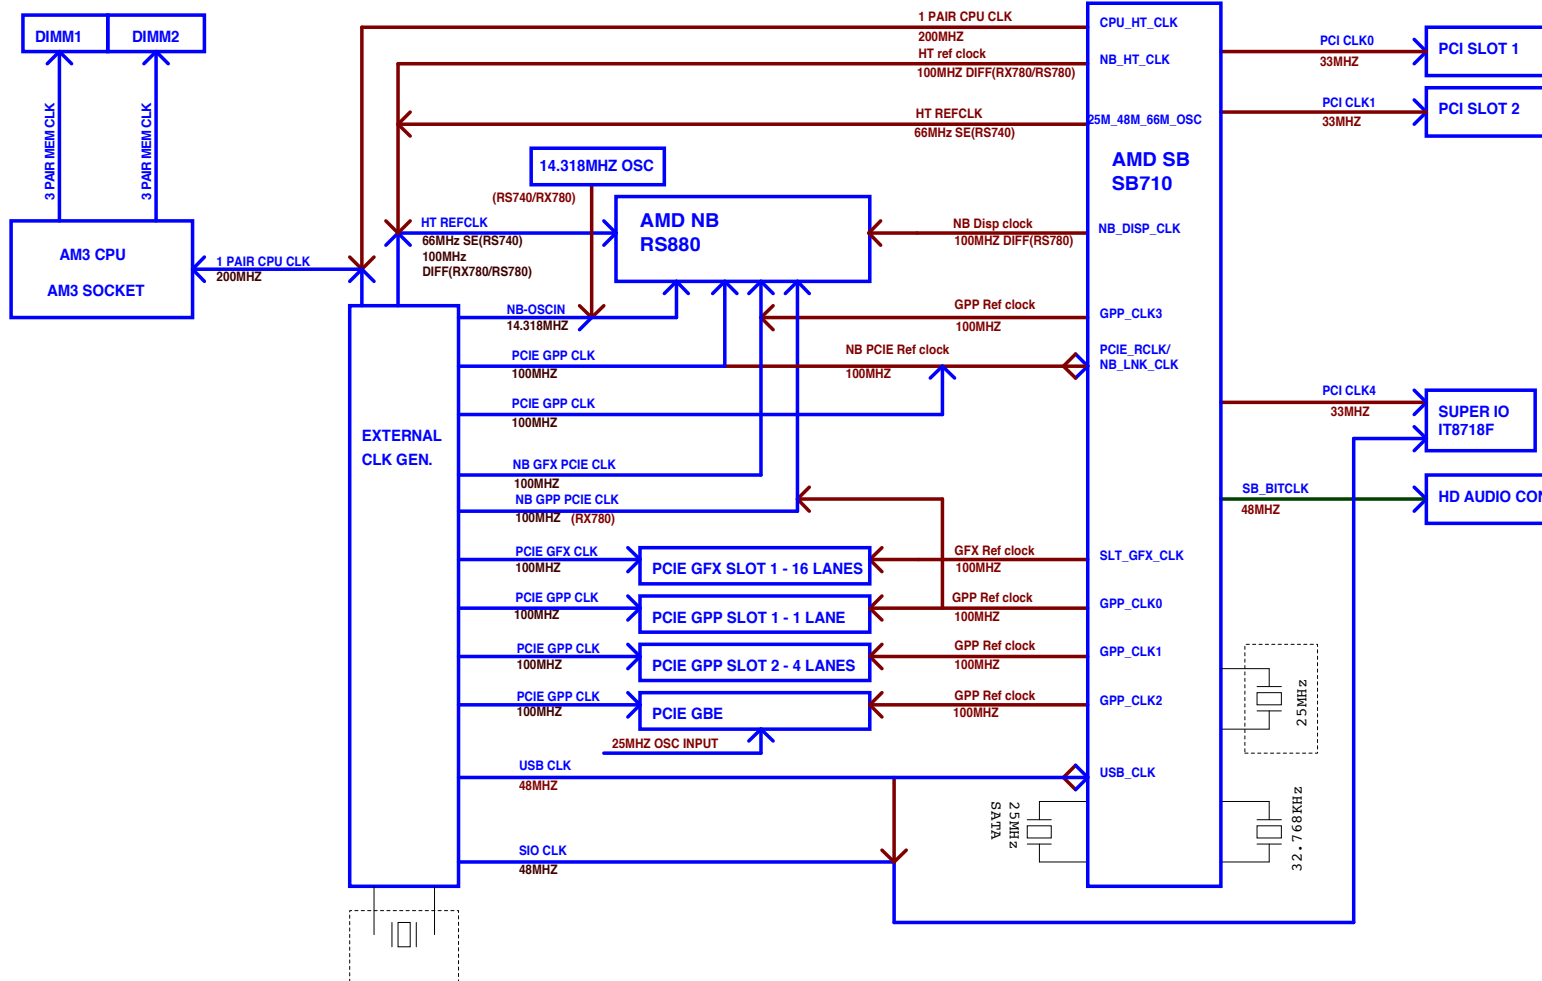 DIMM1
DIMM2
3 PAIR MEM CLK
3 PAIR MEM CLK
AM3 CPU
AM3 SOCKET
1 PAIR CPU CLK
200MHZ
1 PAIR CPU CLK
200MHZ
HT ref clock
100MHZ DIFF(RX780/RS780)
HT REFCLK
66MHz SE(RS740)
14.318MHZ OSC
(RS740/RX780)
HT REFCLK
66MHz SE(RS740)
100MHz
DIFF(RX780/RS780)
AMD NB
RS880
NB Disp clock
100MHZ DIFF(RS780)
NB-OSCIN
14.318MHZ
GPP Ref clock
100MHZ
PCIE GPP CLK
100MHZ
NB PCIE Ref clock
100MHZ
PCIE GPP CLK
100MHZ
EXTERNAL
CLK GEN.
NB GFX PCIE CLK
100MHZ
NB GPP PCIE CLK
100MHZ (RX780)
PCIE GFX CLK
100MHZ
PCIE GFX SLOT 1 - 16 LANES
GFX Ref clock
100MHZ
PCIE GPP CLK
100MHZ
PCIE GPP SLOT 1 - 1 LANE
GPP Ref clock
100MHZ
PCIE GPP CLK
100MHZ
PCIE GPP SLOT 2 - 4 LANES
GPP Ref clock
100MHZ
PCIE GPP CLK
100MHZ
PCIE GBE
GPP Ref clock
100MHZ
25MHZ OSC INPUT
USB CLK
48MHZ
SIO CLK
48MHZ
CPU_HT_CLK
NB_HT_CLK
25M_48M_66M_OSC
AMD SB
SB710
NB_DISP_CLK
GPP_CLK3
PCIE_RCLK/
NB_LNK_CLK
SLT_GFX_CLK
GPP_CLK0
GPP_CLK1
GPP_CLK2
USB_CLK
25MHz
SATA
25MHz
32.768KHz
PCI CLK0
33MHZ
PCI SLOT 1
PCI CLK1
33MHZ
PCI SLOT 2
PCI CLK4
33MHZ
SUPER IO
IT8718F
SB_BITCLK
48MHZ
HD AUDIO